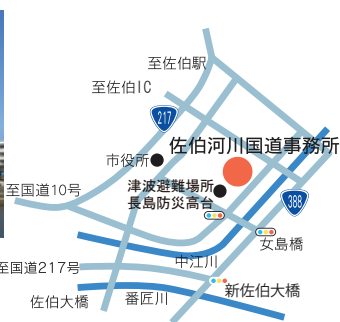 至佐伯駅
至佐伯IC
217
佐伯河川国道事務所
市役所
津波避難場所
長島防災高台
至国道10号
388
女島橋
中江川
至国道217号
新佐伯大橋
番匠川
佐伯大橋